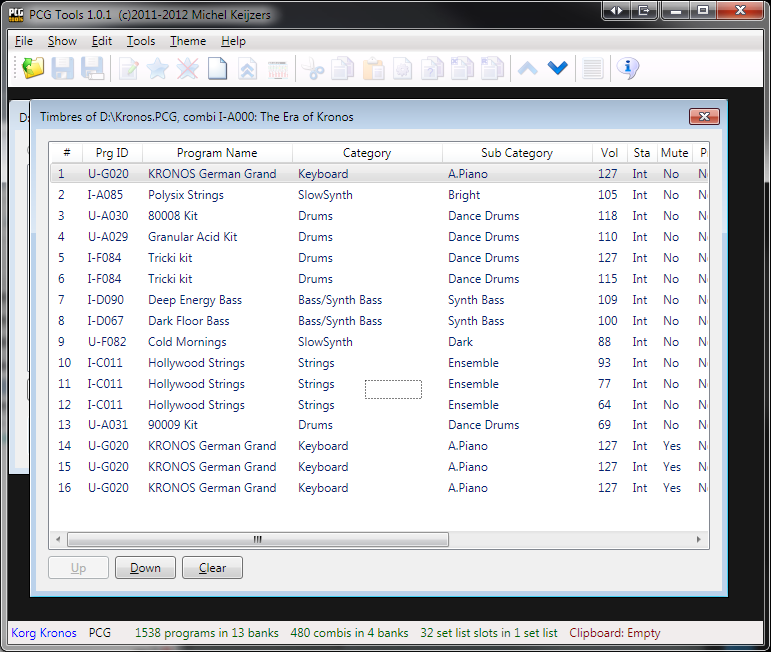 PCG Tools 1.0.1 (c)2011-2012 Michel Keijzers
File Show Edit Tools Theme Help
D:
Timbres of D:\Kronos.PCG, combi I-A000: The Era of Kronos
# Prg ID Program Name Category Sub Category Vol Sta Mute P
1 U-G020 KRONOS German Grand Keyboard A.Piano 127 Int No N
2 I-A085 Polysix Strings SlowSynth Bright 105 Int No N
3 U-A030 80008 Kit Drums Dance Drums 118 Int No N
4 U-A029 Granular Acid Kit Drums Dance Drums 110 Int No N
5 I-F084 Tricki kit Drums Dance Drums 127 Int No N
6 I-F084 Tricki kit Drums Dance Drums 115 Int No N
7 I-D090 Deep Energy Bass Bass/Synth Bass Synth Bass 109 Int No N
8 I-D067 Dark Floor Bass Bass/Synth Bass Synth Bass 100 Int No N
9 U-F082 Cold Mornings SlowSynth Dark 88 Int No N
10 I-C011 Hollywood Strings Strings Ensemble 93 Int No N
11 I-C011 Hollywood Strings Strings Ensemble 77 Int No N
12 I-C011 Hollywood Strings Strings Ensemble 64 Int No N
13 U-A031 90009 Kit Drums Dance Drums 69 Int No N
14 U-G020 KRONOS German Grand Keyboard A.Piano 127 Int Yes N
15 U-G020 KRONOS German Grand Keyboard A.Piano 127 Int Yes N
16 U-G020 KRONOS German Grand Keyboard A.Piano 127 Int Yes N
Up Down Clear
Korg Kronos PCG 1538 programs in 13 banks 480 combis in 4 banks 32 set list slots in 1 set list Clipboard: Empty